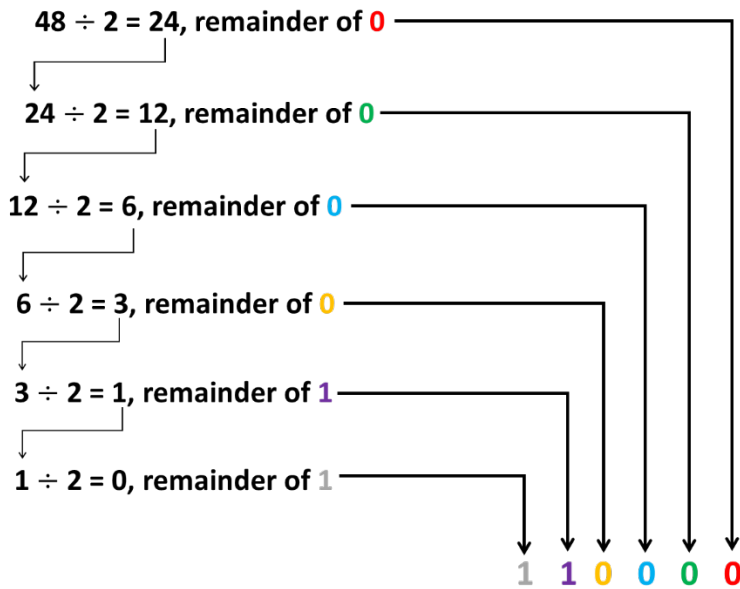 48 ÷ 2 = 24, remainder of 0
24 ÷ 2 = 12, remainder of 0
12 ÷ 2 = 6, remainder of 0
6 ÷ 2 = 3, remainder of 0
3 ÷ 2 = 1, remainder of 1
1 ÷ 2 = 0, remainder of 1
1 1 0 0 0 0